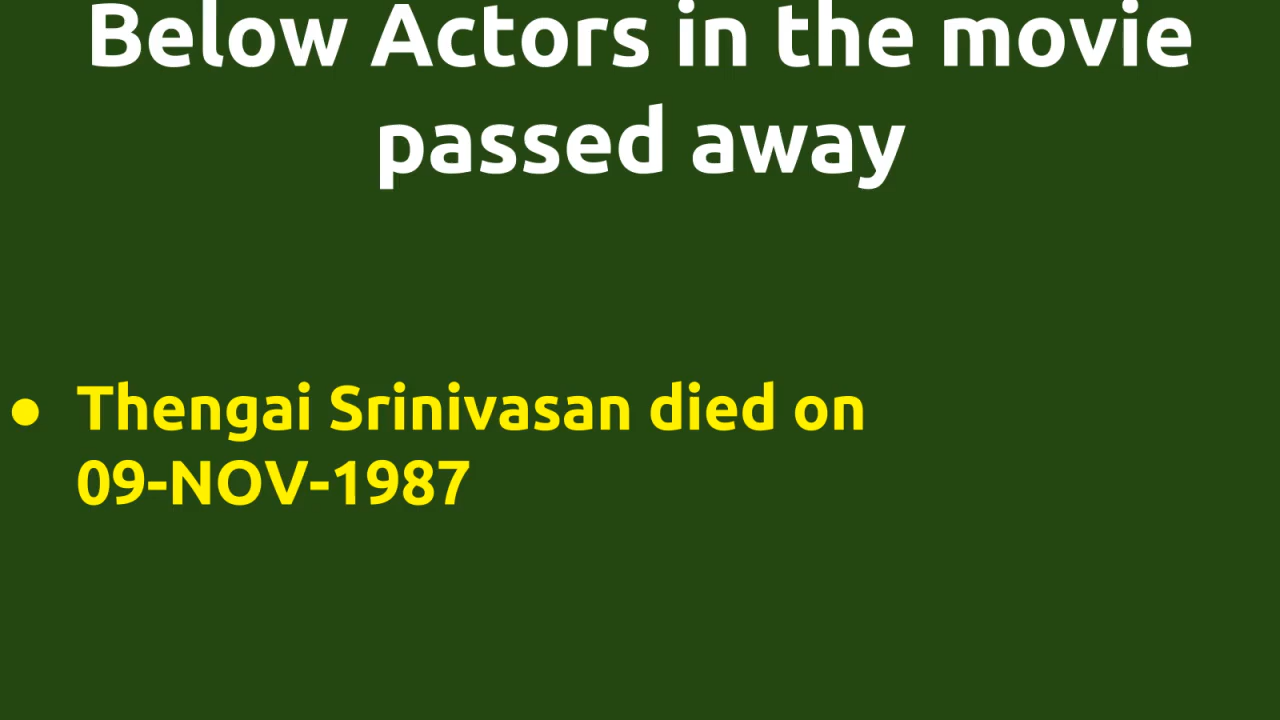 Below Actors in the movie
passed away
● Thengai Srinivasan died on
09-NOV-1987